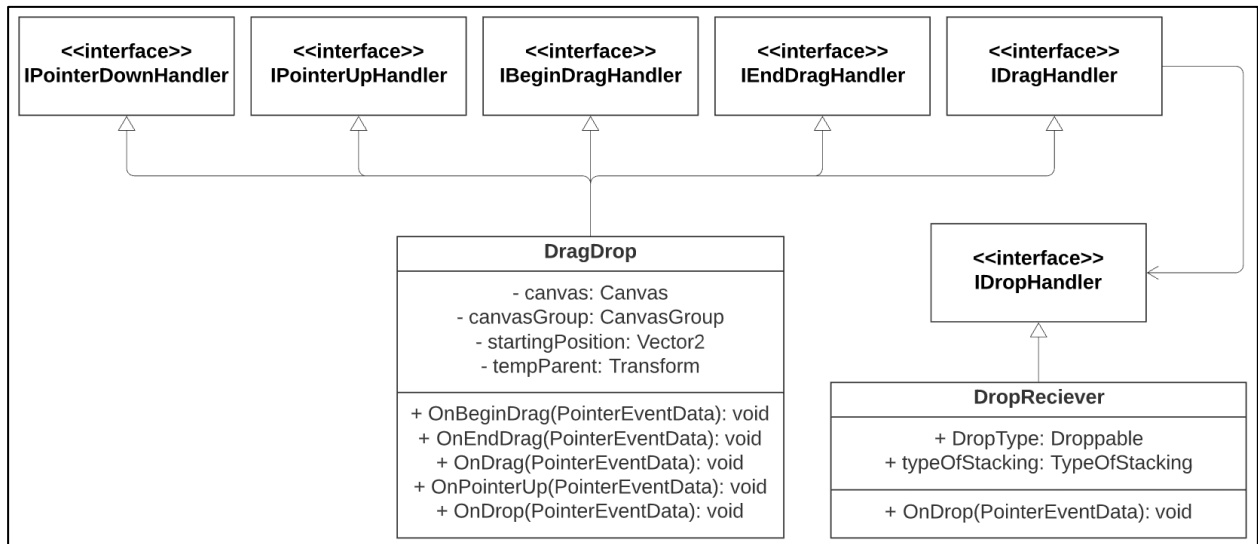 <<interface>>
IPointerDownHandler
<<interface>>
IPointerUpHandler
<<interface>>
IBeginDragHandler
<<interface>>
IEndDragHandler
<<interface>>
IDragHandler
DragDrop
- canvas: Canvas
- canvasGroup: CanvasGroup
- startingPosition: Vector2
- tempParent: Transform
+ OnBeginDrag(PointerEventData): void
+ OnEndDrag(PointerEventData): void
+ OnDrag(PointerEventData): void
+ OnPointerUp(PointerEventData): void
+ OnDrop(PointerEventData): void
<<interface>>
IDropHandler
DropReciever
+ DropType: Droppable
+ typeOfStacking: TypeOfStacking
+ OnDrop(PointerEventData): void